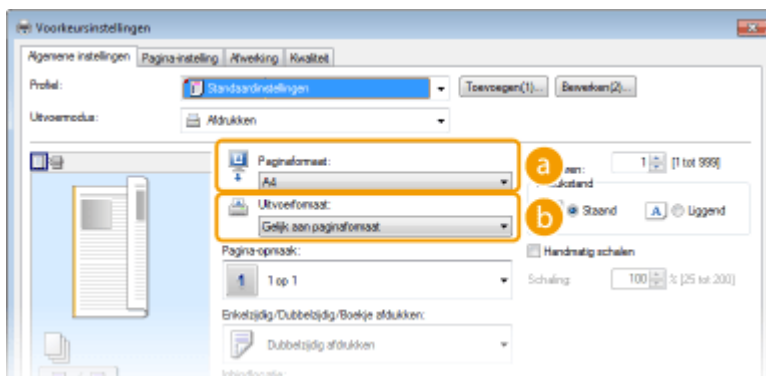 Voorkeursinstellingen
Algemene instellingen Pagina-instelling Afwerking Kwaliteit
Profiel: Standaardinstellingen Toevoegen(1)... Bewerken(2)...
Uitvoermodus: Afdrukken
Paginaformaat:
A4
a
1 [1 tot 999]
Uitvoerformaat:
Gelijk aan paginaformaat
b
Staand A Liggend
Pagina-opmaak:
1 1 op 1
Handmatig schalen
Schaling: 100 % [25 tot 200]
Enkelzijdig/Dubbelzijdig/Boekje afdrukken:
Dubbelzijdig afdrukken